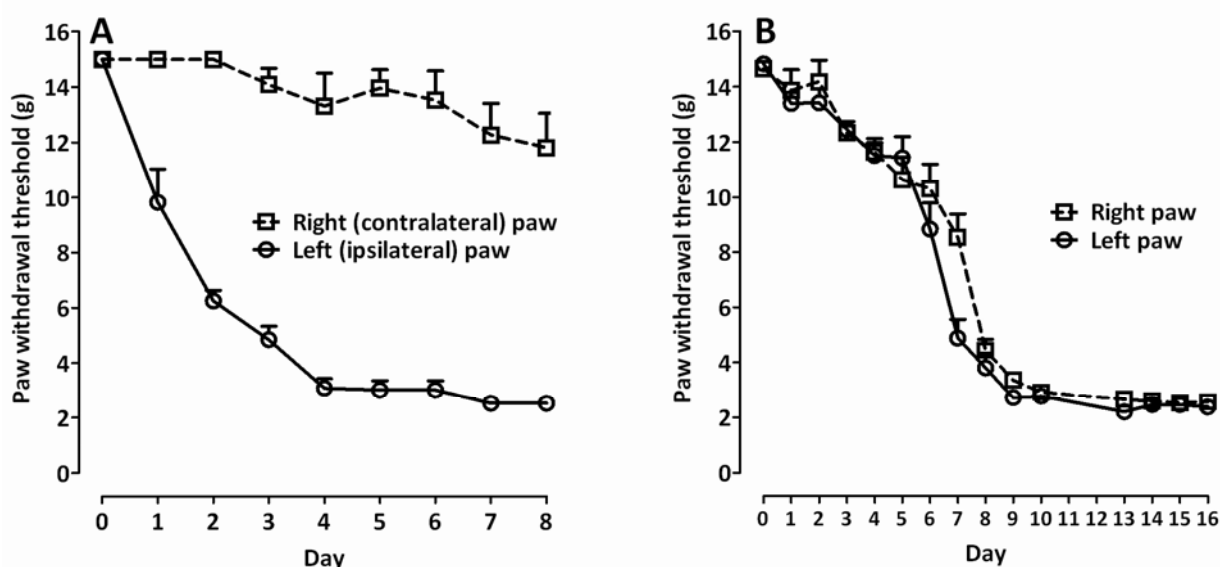 A
Paw withdrawal threshold (g)
16
14
12
10
8
6
4
2
0
Right (contralateral) paw
Left (ipsilateral) paw
0 1 2 3 4 5 6 7 8
Day
B
Paw withdrawal threshold (g)
16
14
12
10
8
6
4
2
0
Right paw
Left paw
0 1 2 3 4 5 6 7 8 9 10 11 12 13 14 15 16
Day